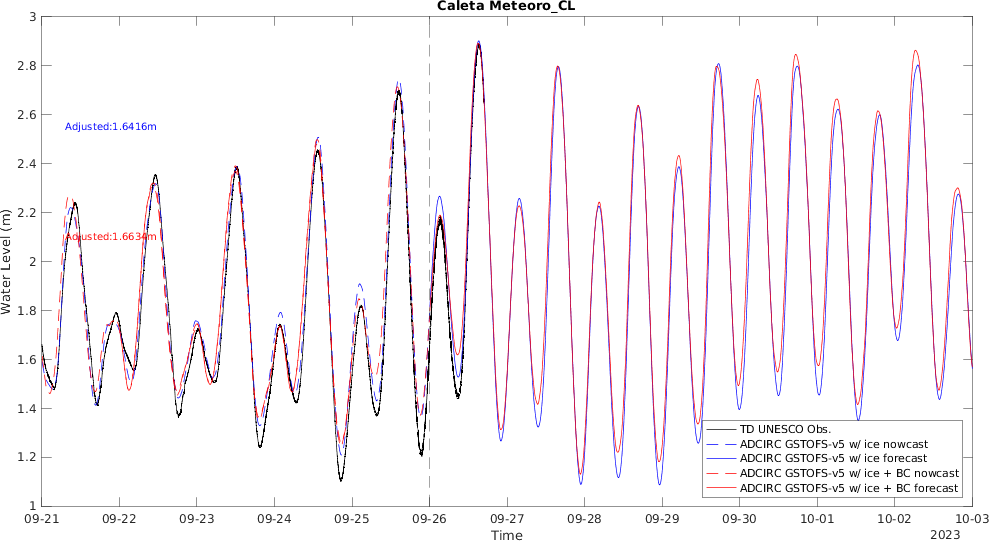 Caleta Meteoro_CL
3
2.8
2.6
2.4
2.2
2
1.8
1.6
1.4
1.2
1
Water Level (m)
Adjusted:1.6416m
Adjusted:1.6634m
TD UNESCO Obs.
ADCIRC GSTOFS-v5 w/ ice nowcast
ADCIRC GSTOFS-v5 w/ ice forecast
ADCIRC GSTOFS-v5 w/ ice + BC nowcast
ADCIRC GSTOFS-v5 w/ ice + BC forecast
09-21 09-22 09-23 09-24 09-25 09-26 09-27 09-28 09-29 09-30 10-01 10-02 10-03
Time
2023